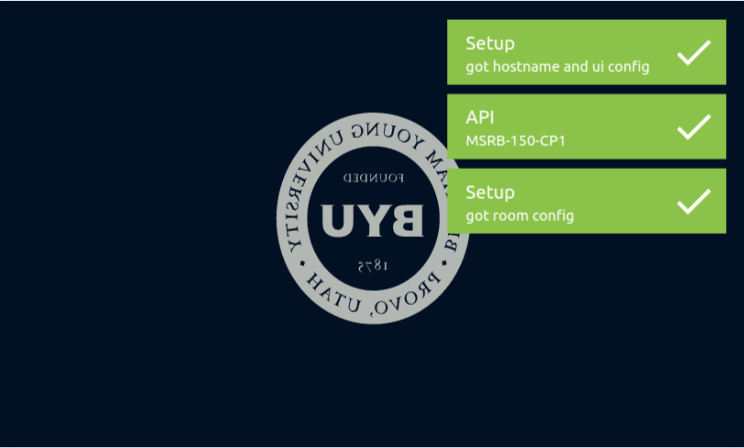 Setup
got hostname and ui config
API
MSRB-150-CP1
Setup
got room config
YOUNG UNIVERSITY • PROVO, UTAH •
FOUNDED
BYU
1875